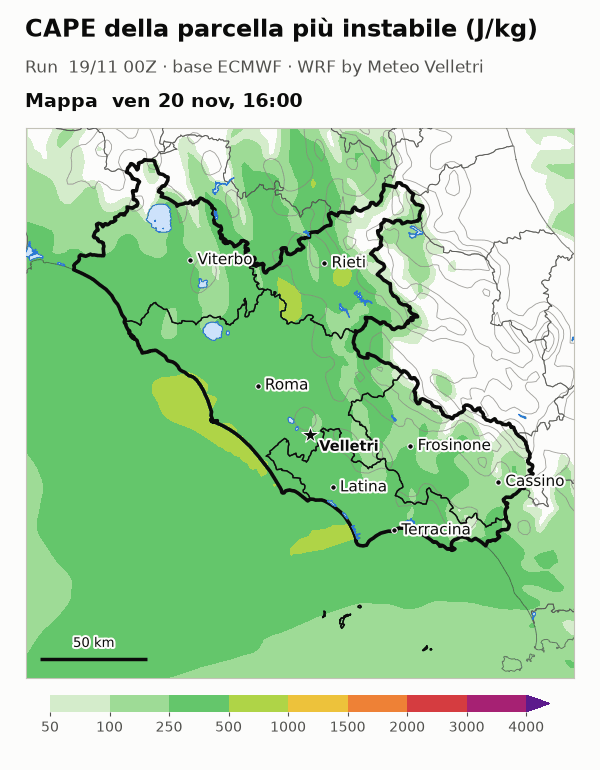 CAPE della parcella più instabile (J/kg)
Run  19/11 00Z · base ECMWF · WRF by Meteo Velletri
Mappa  ven 20 nov, 16:00
Viterbo
Rieti
Roma
Velletri
Frosinone
Cassino
Latina
Terracina
50 km
50 100 250 500 1000 1500 2000 3000 4000